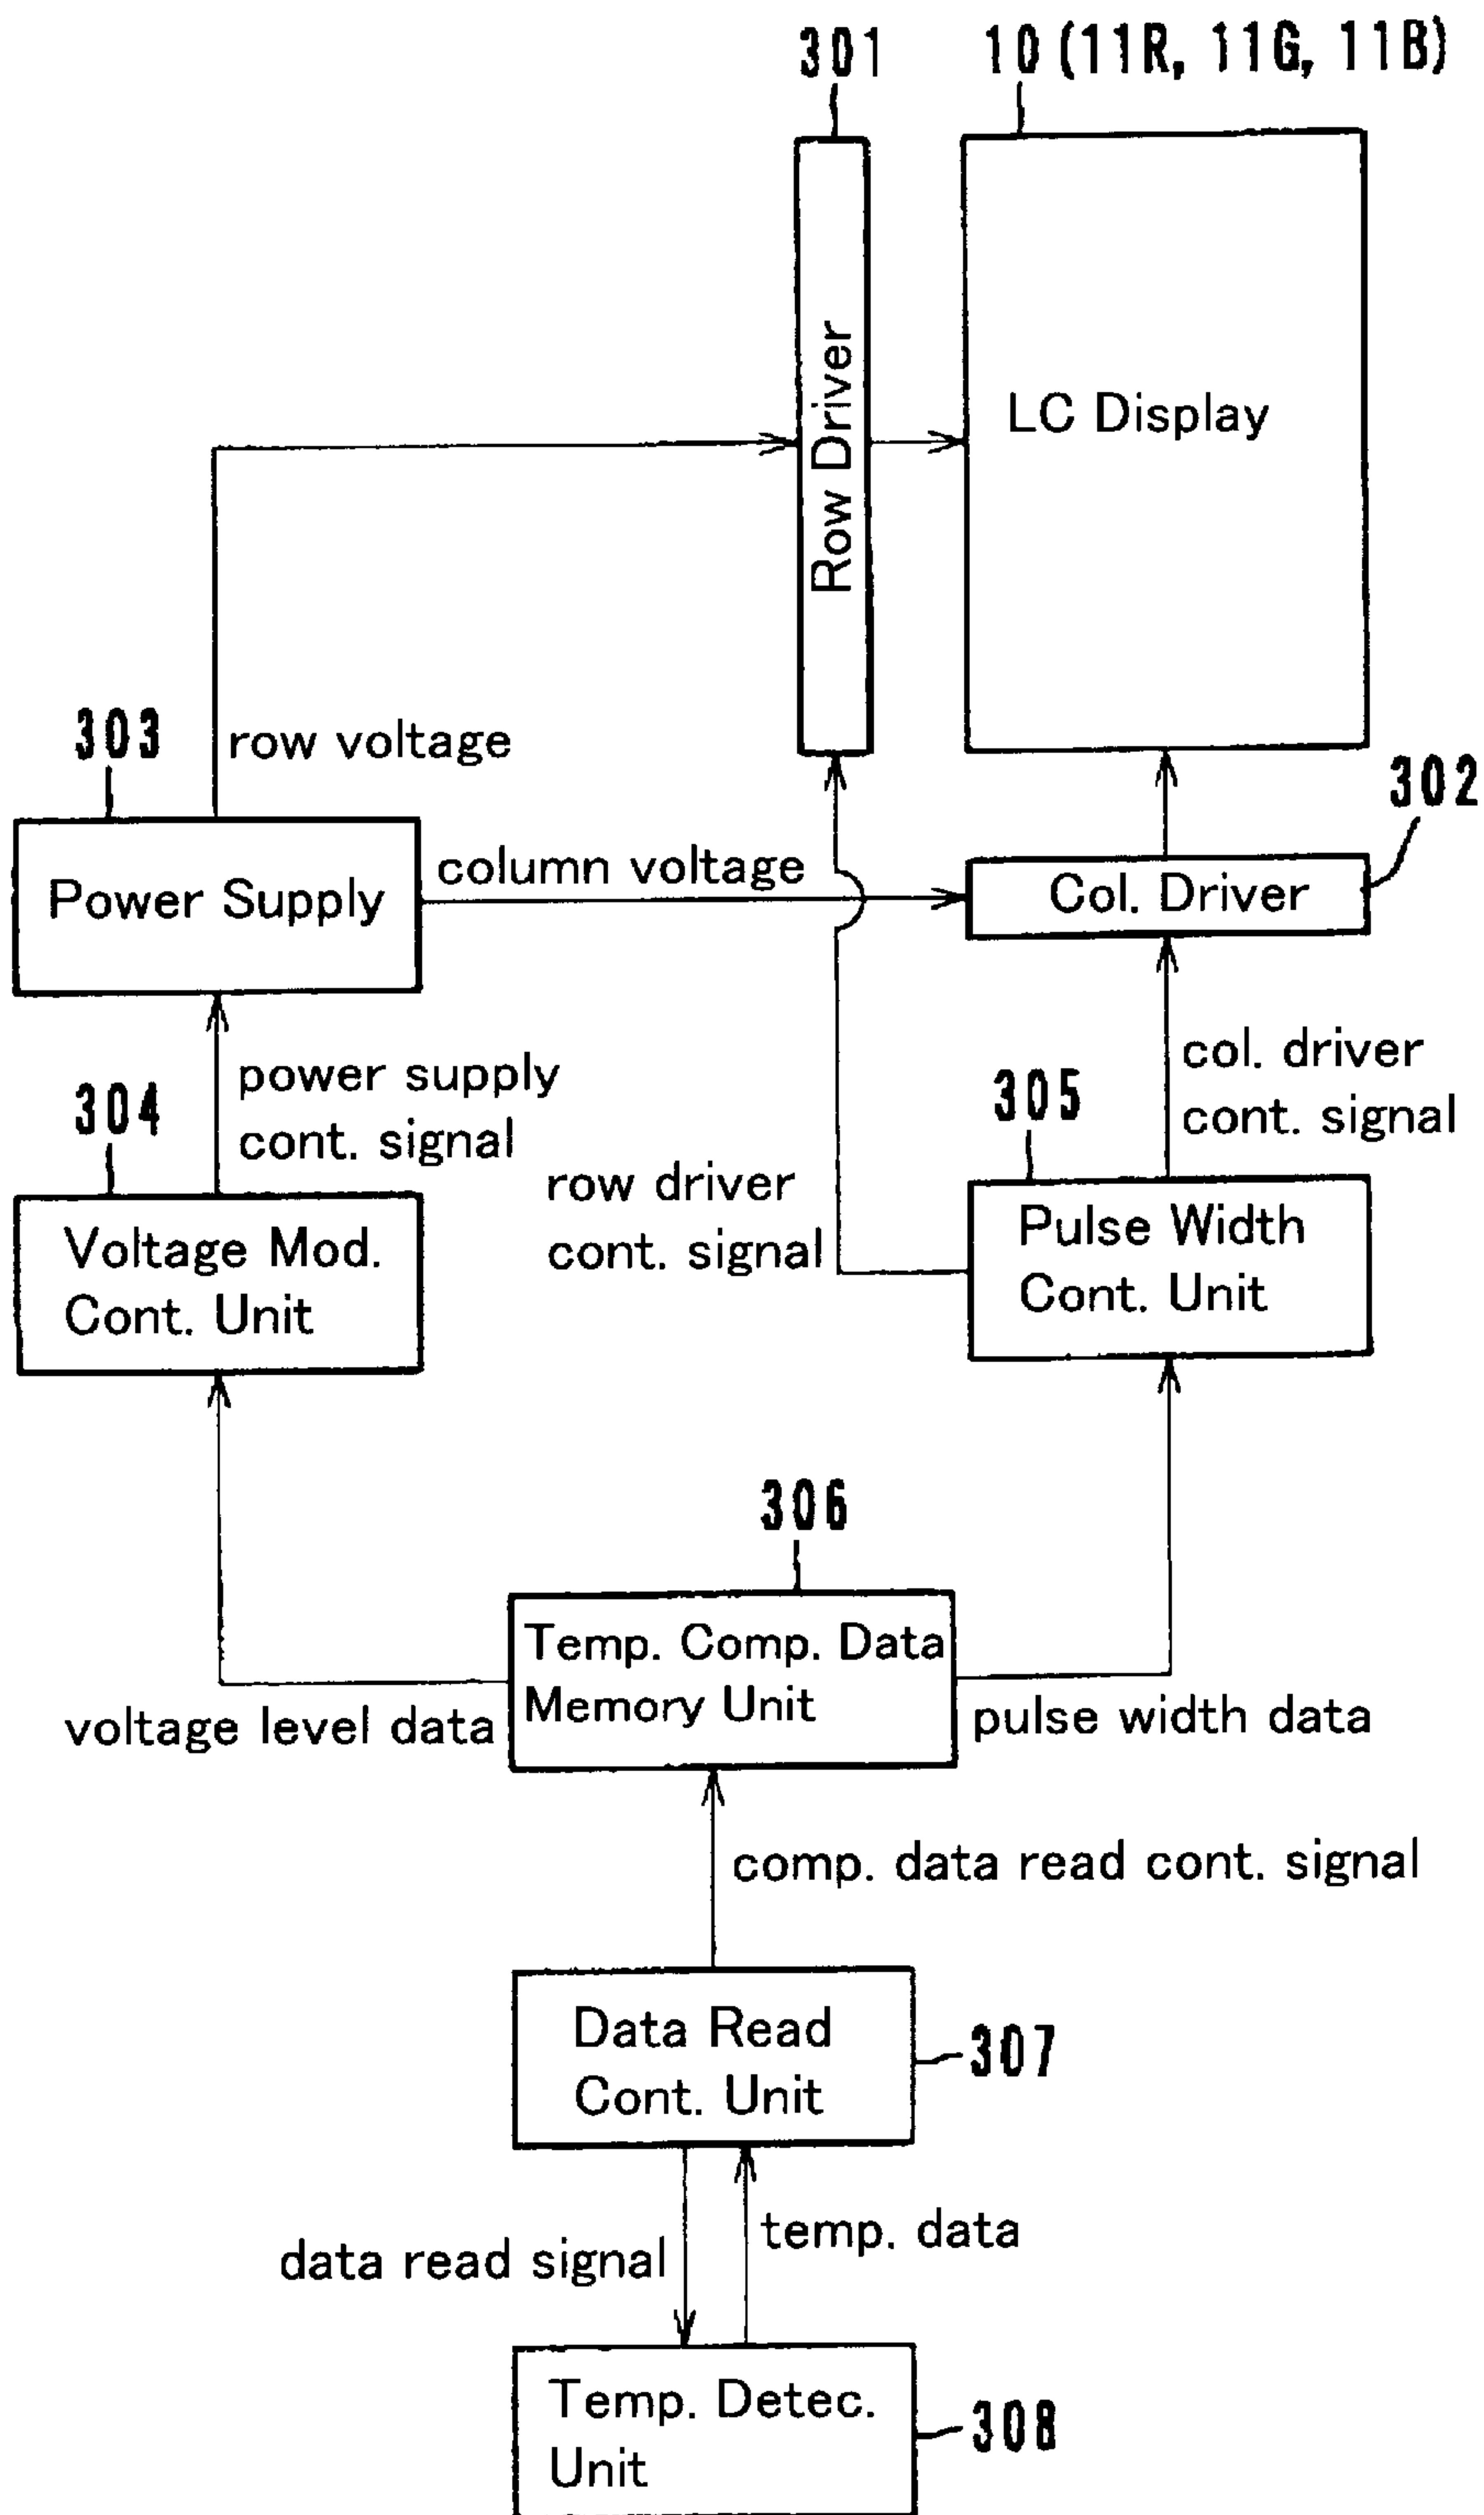 301
10 (11R, 11G, 11B)
Row Driver
LC Display
303
row voltage
302
Power Supply
column voltage
Col. Driver
304
power supply
cont. signal
305
col. driver
cont. signal
row driver
cont. signal
Voltage Mod.
Cont. Unit
Pulse Width
Cont. Unit
306
Temp. Comp. Data
Memory Unit
voltage level data
pulse width data
comp. data read cont. signal
Data Read
Cont. Unit
307
data read signal
temp. data
Temp. Detec.
Unit
308